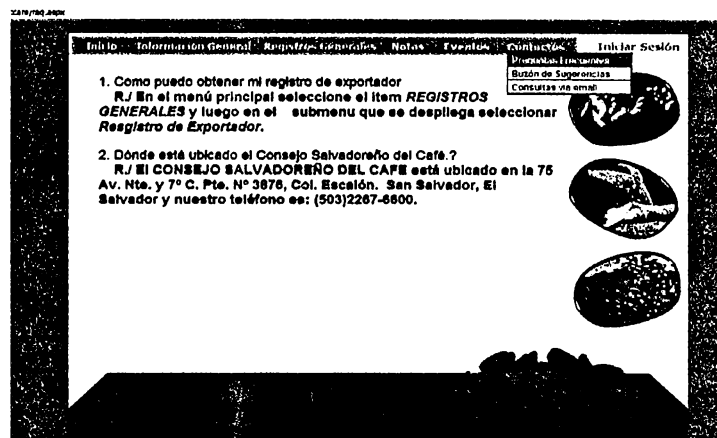 Inicio Información General Registros Generales Notas Eventos Contactos Iniciar Sesión
Preguntas Frecuentes
Buzón de Sugerencias
Consultas via email
1. Como puedo obtener mi registro de exportador
R./ En el menú principal seleccione el item REGISTROS
GENERALES y luego en el submenu que se despliega seleccionar
Resgistro de Exportador.
2. Dónde está ubicado el Consejo Salvadoreño del Café.?
R./ El CONSEJO SALVADOREÑO DEL CAFE está ubicado en la 75
Av. Nte. y 7º C. Pte. Nº 3876, Col. Escalón. San Salvador, El
Salvador y nuestro teléfono es: (503)2267-6600.